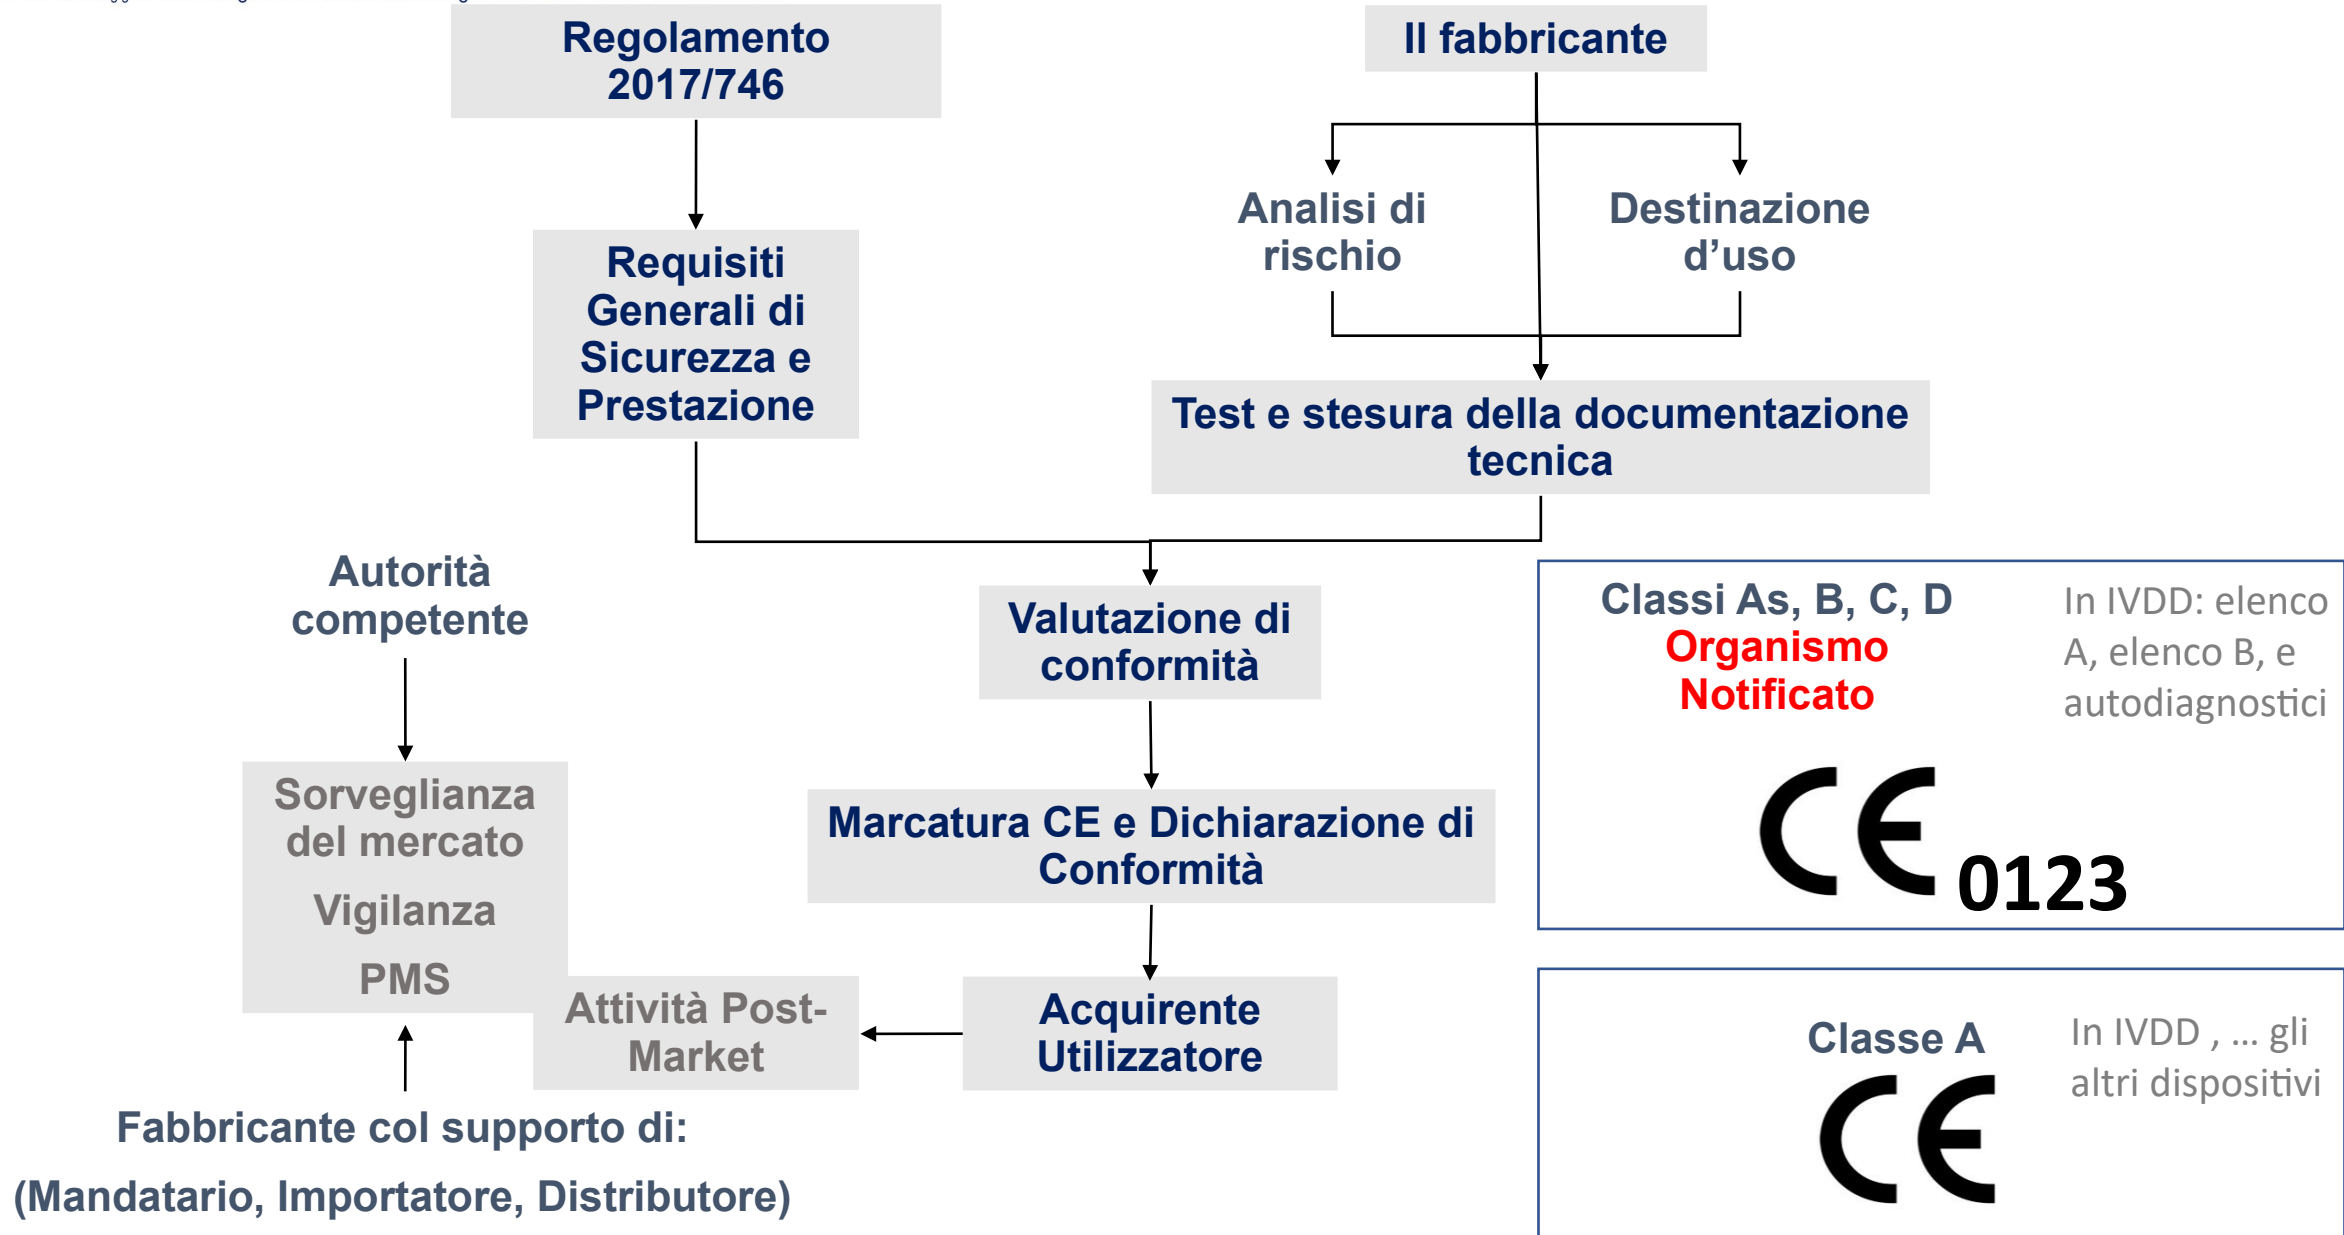 Regolamento
2017/746
Il fabbricante
Analisi di
rischio
Destinazione
d’uso
Requisiti
Generali di
Sicurezza e
Prestazione
Test e stesura della documentazione
tecnica
Autorità
competente
Valutazione di
conformità
Classi As, B, C, D
Organismo
Notificato
In IVDD: elenco
A, elenco B, e
autodiagnostici
CE 0123
Sorveglianza
del mercato
Vigilanza
PMS
Marcatura CE e Dichiarazione di
Conformità
Attività Post-
Market
Acquirente
Utilizzatore
Classe A
In IVDD , ... gli
altri dispositivi
CE
Fabbricante col supporto di:
(Mandatario, Importatore, Distributore)